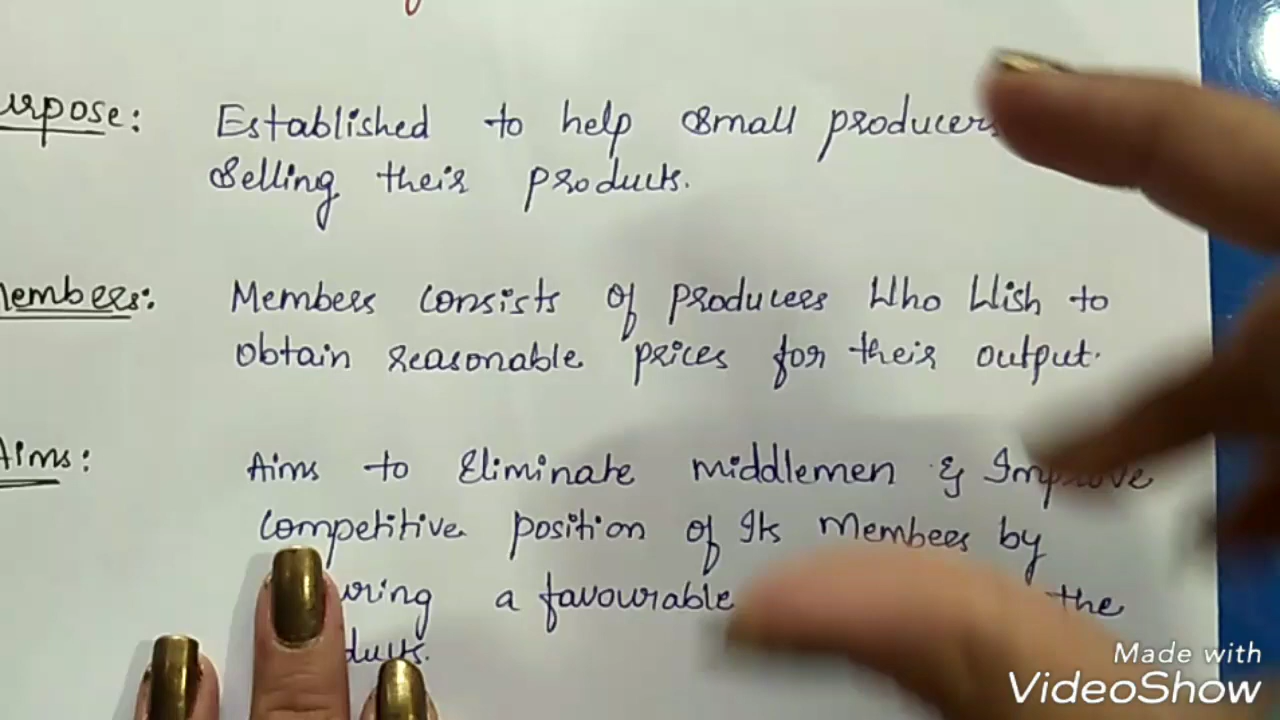 Purpose: Established to help small producers
selling their products.
Members: Members consists of producers who wish to
obtain reasonable prices for their output.
Aims: Aims to Eliminate middlemen & Improve
competitive position of Its Members by
a favourable the
Made with
VideoShow